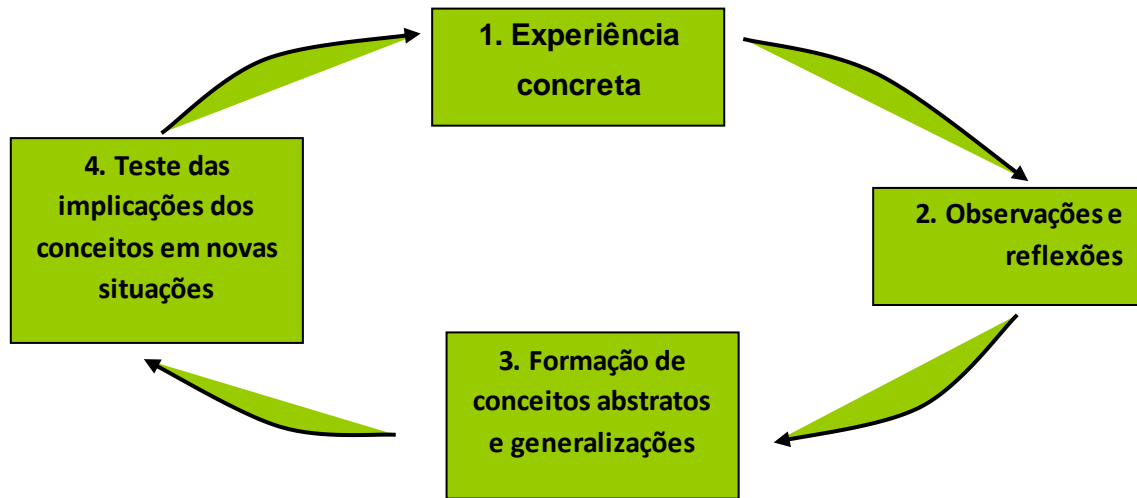 1. Experiência
concreta
2. Observações e
reflexões
3. Formação de
conceitos abstratos
e generalizações
4. Teste das
implicações dos
conceitos em novas
situações